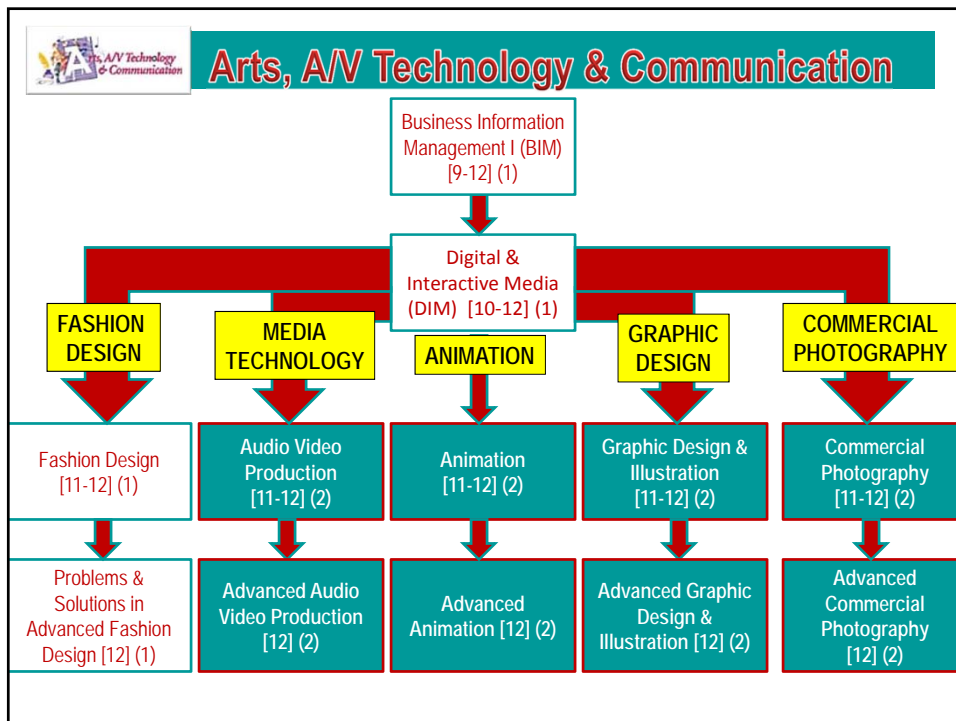 Arts, A/V Technology
& Communication
Arts, A/V Technology & Communication
Business Information
Management I (BIM)
[9-12] (1)
Digital &
Interactive Media
(DIM) [10-12] (1)
FASHION
DESIGN
MEDIA
TECHNOLOGY
ANIMATION
GRAPHIC
DESIGN
COMMERCIAL
PHOTOGRAPHY
Fashion Design
[11-12] (1)
Audio Video
Production
[11-12] (2)
Animation
[11-12] (2)
Graphic Design &
Illustration
[11-12] (2)
Commercial
Photography
[11-12] (2)
Problems &
Solutions in
Advanced Fashion
Design [12] (1)
Advanced Audio
Video Production
[12] (2)
Advanced
Animation [12] (2)
Advanced Graphic
Design &
Illustration [12] (2)
Advanced
Commercial
Photography
[12] (2)